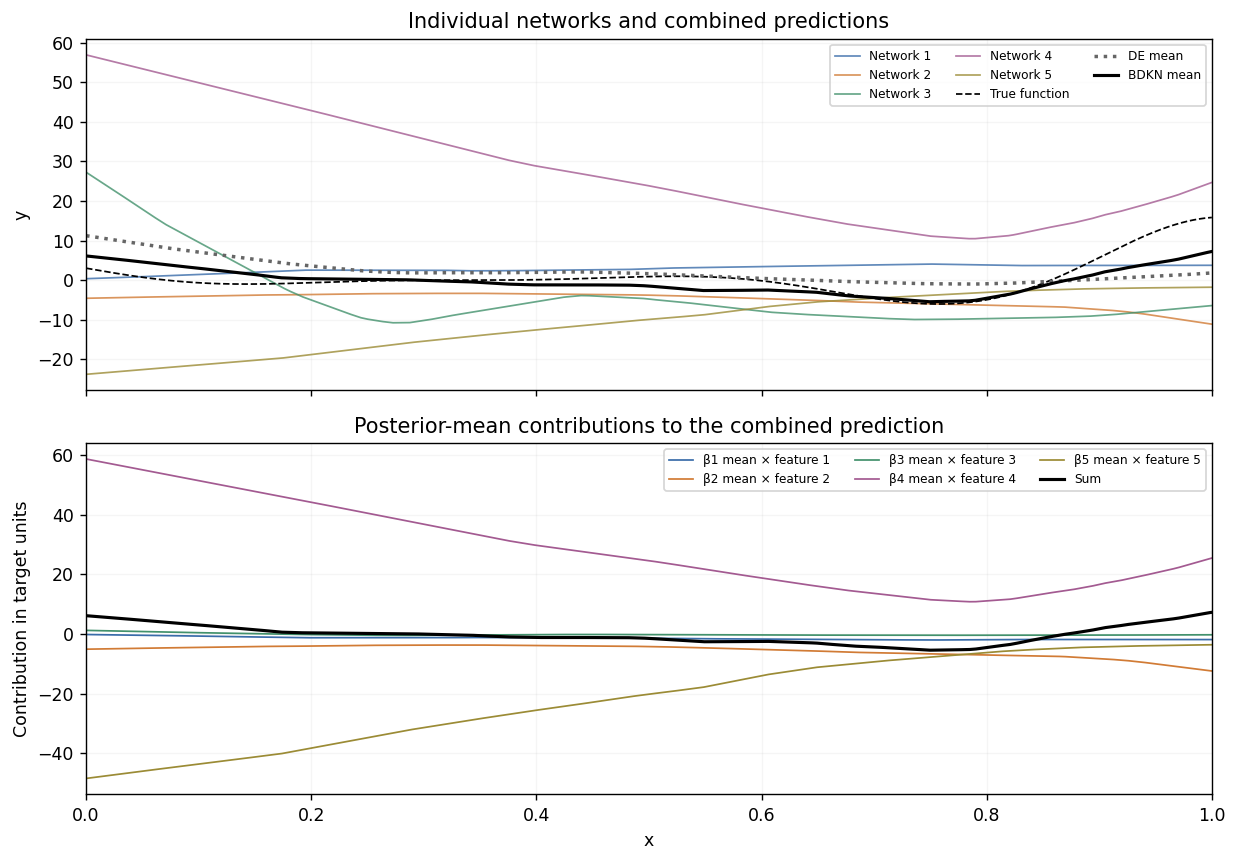 Individual networks and combined predictions
60
50
40
30
20
10
0
−10
−20
y
Network 1
Network 2
Network 3
Network 4
Network 5
True function
DE mean
BDKN mean
Posterior-mean contributions to the combined prediction
60
40
20
0
−20
−40
Contribution in target units
β1 mean × feature 1
β2 mean × feature 2
β3 mean × feature 3
β4 mean × feature 4
β5 mean × feature 5
Sum
0.0 0.2 0.4 0.6 0.8 1.0
x